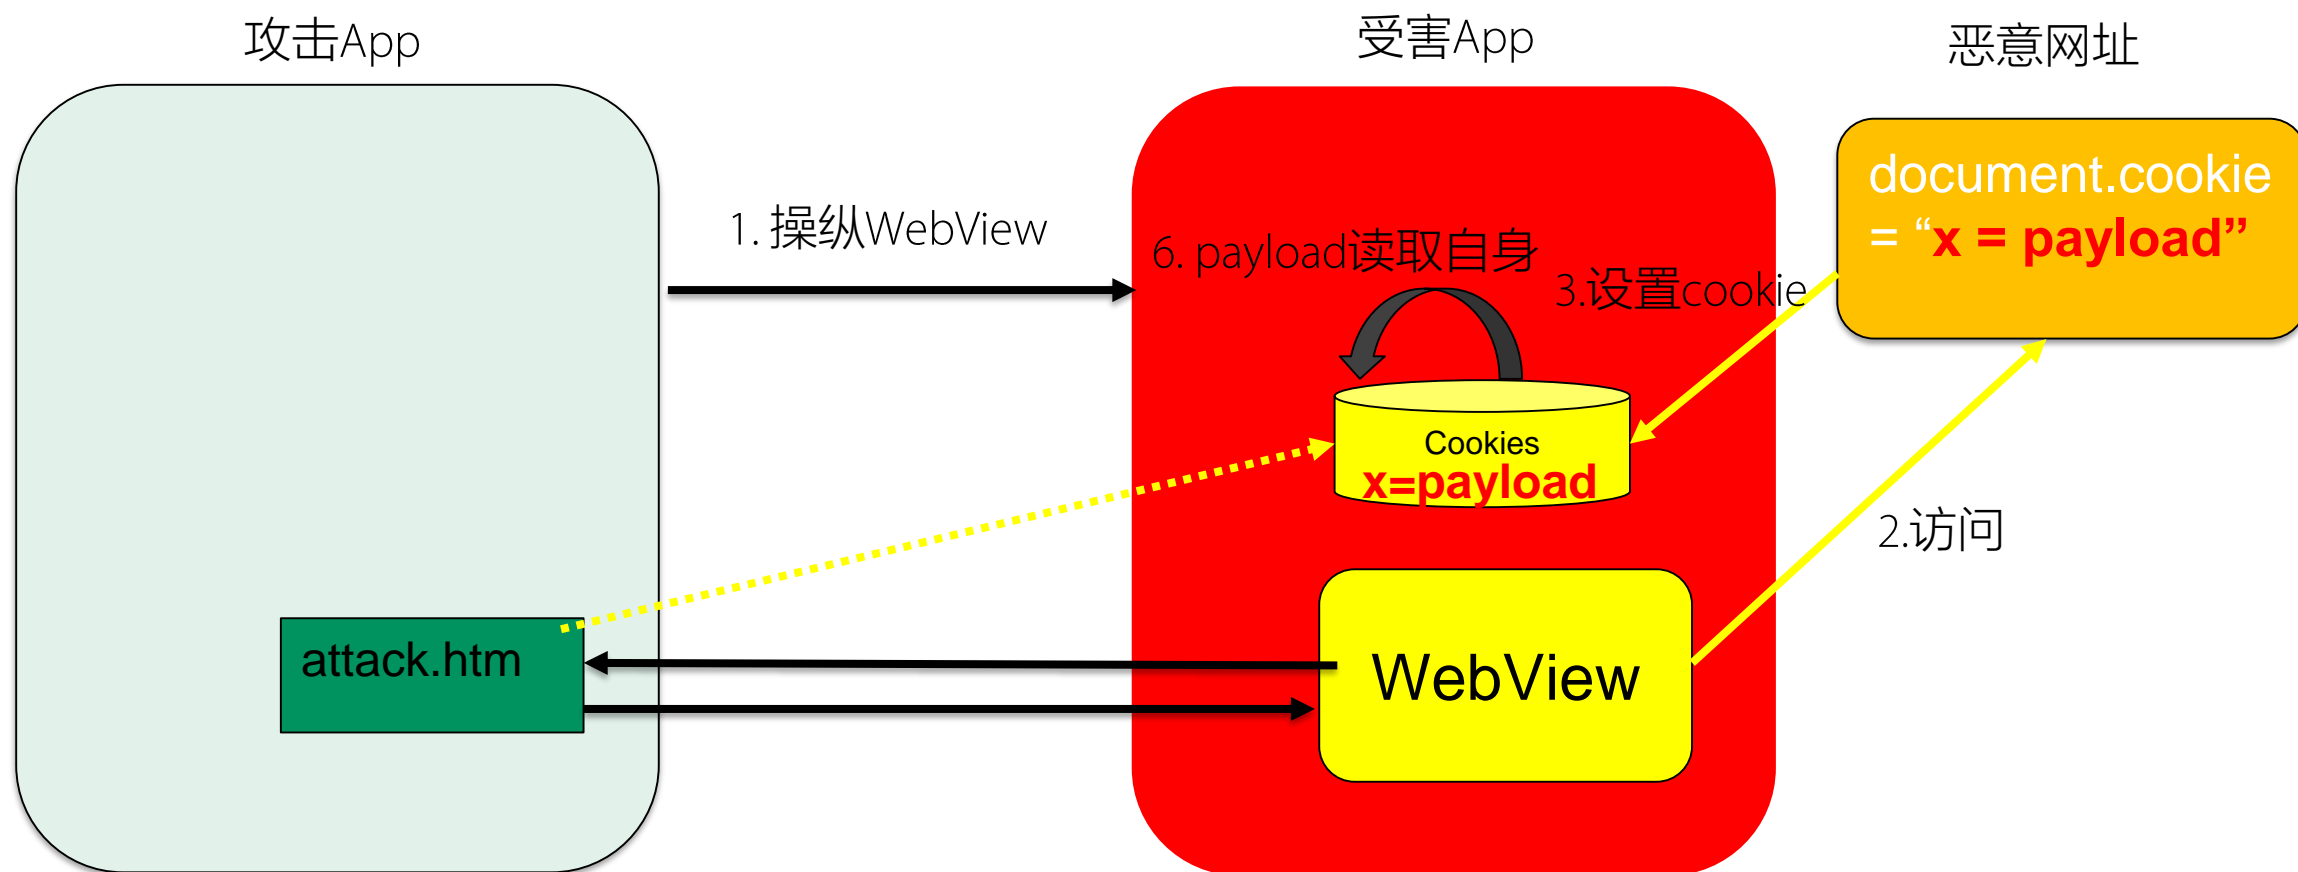 攻击App
受害App
恶意网址
document.cookie
= “x = payload”
1. 操纵WebView
6. payload读取自身
3.设置cookie
Cookies
x=payload
2.访问
attack.htm
WebView